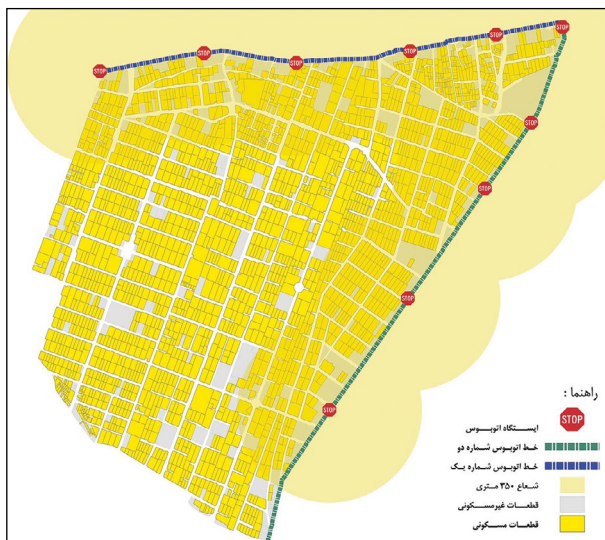 STOP
STOP
STOP
STOP
STOP
STOP
STOP
STOP
STOP
STOP
راهنما :
STOP
ایستگاه اتوبوس
خط اتوبوس شماره دو
خط اتوبوس شماره یک
شعاع ۳۵۰ متری
قطعات غیرمسکونی
قطعات مسکونی